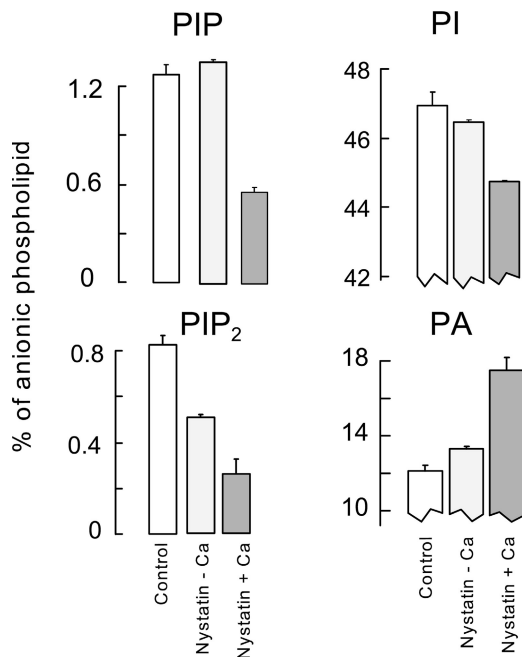 PIP
PI
% of anionic phospholipid
1.2
0.6
0
48
46
44
42
PIP2
PA
0.8
0.4
0
18
14
10
Control
Nystatin - Ca
Nystatin + Ca
Control
Nystatin - Ca
Nystatin + Ca